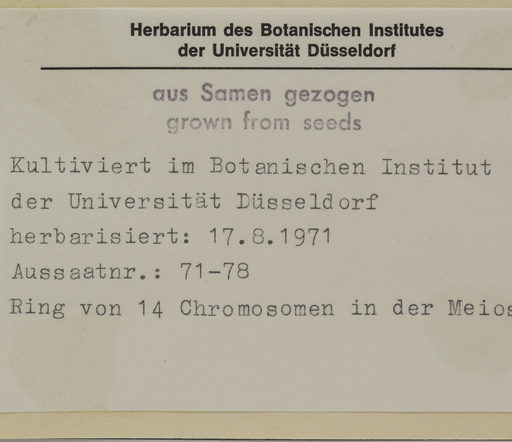 Herbarium des Botanischen Institutes
der Universität Düsseldorf
aus Samen gezogen
grown from seeds
Kultiviert im Botanischen Institut
der Universität Düsseldorf
herbarisiert: 17.8.1971
Aussaatnr.: 71-78
Ring von 14 Chromosomen in der Meios